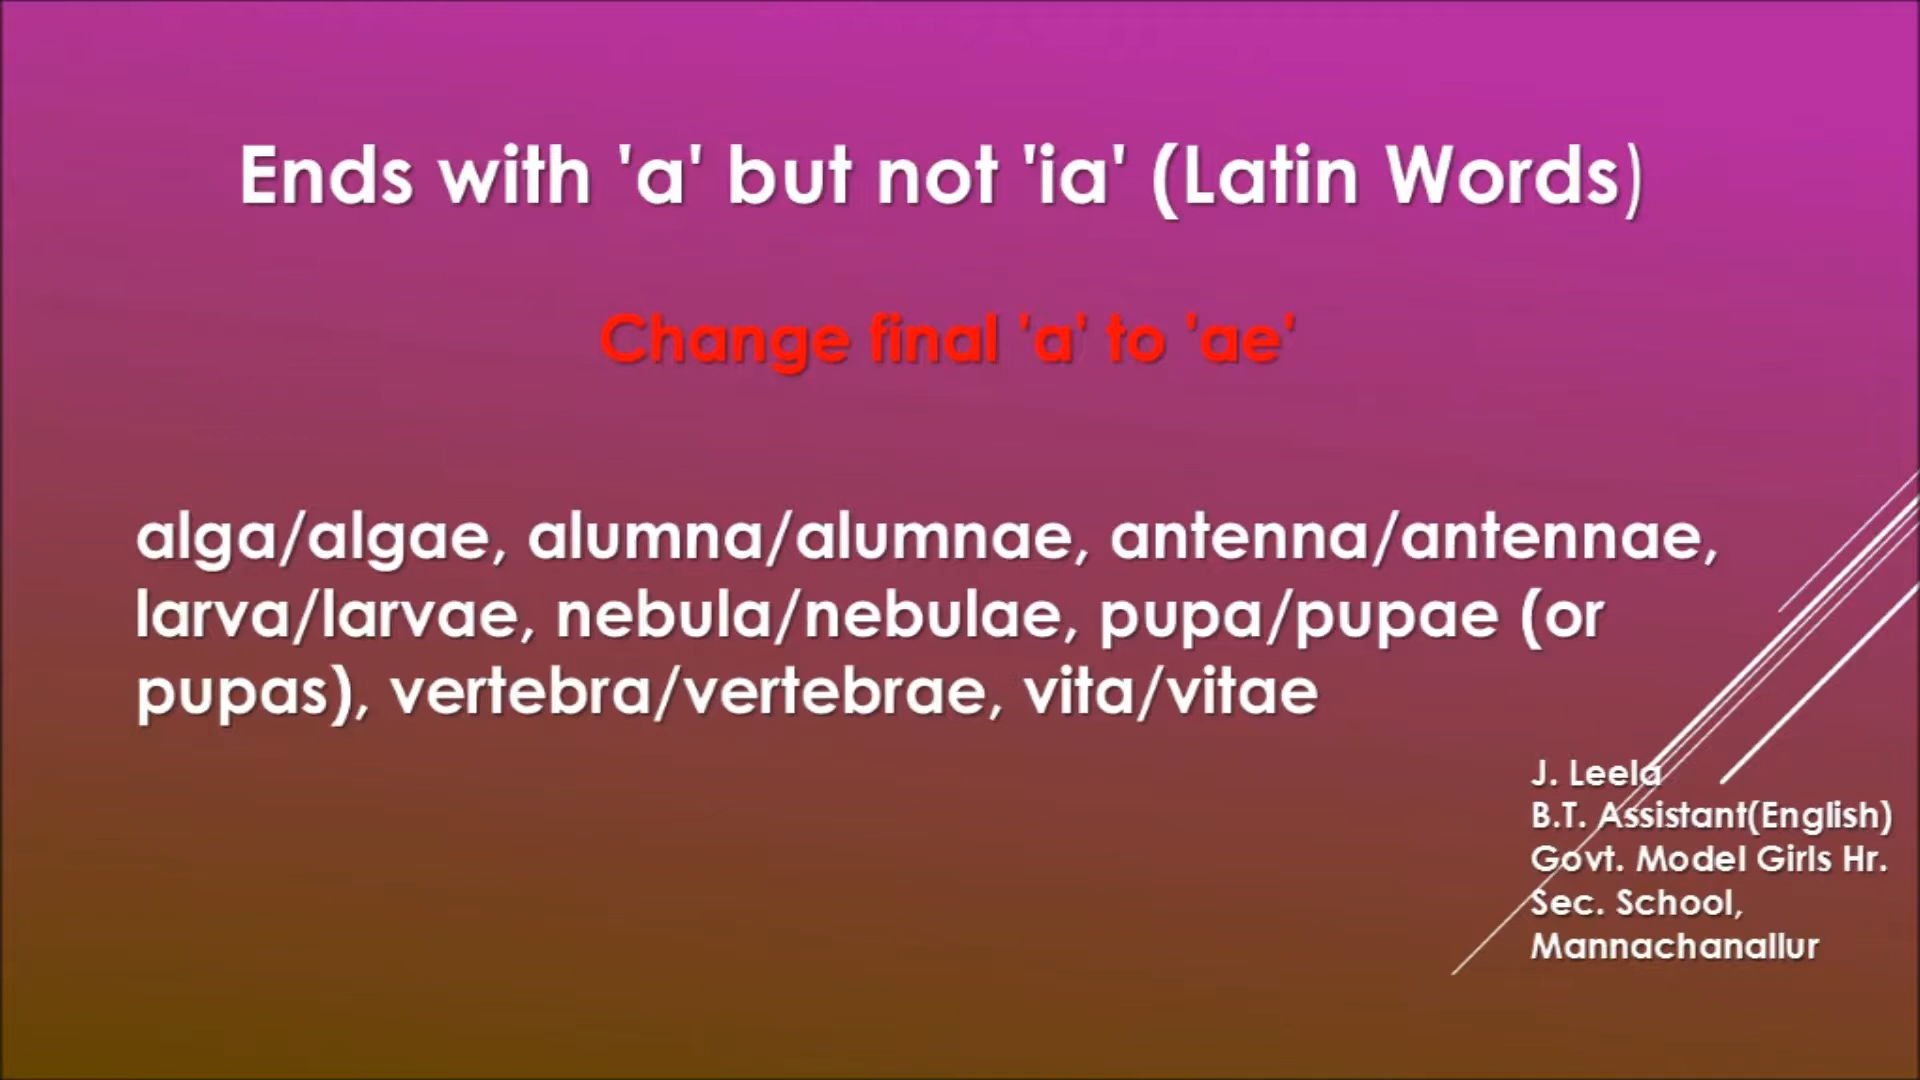 Ends with 'a' but not 'ia' (Latin Words)
Change final 'a' to 'ae'
alga/algae, alumna/alumnae, antenna/antennae,
larva/larvae, nebula/nebulae, pupa/pupae (or
pupas), vertebra/vertebrae, vita/vitae
J. Leela
B.T. Assistant(English)
Govt. Model Girls Hr.
Sec. School,
Mannachanallur